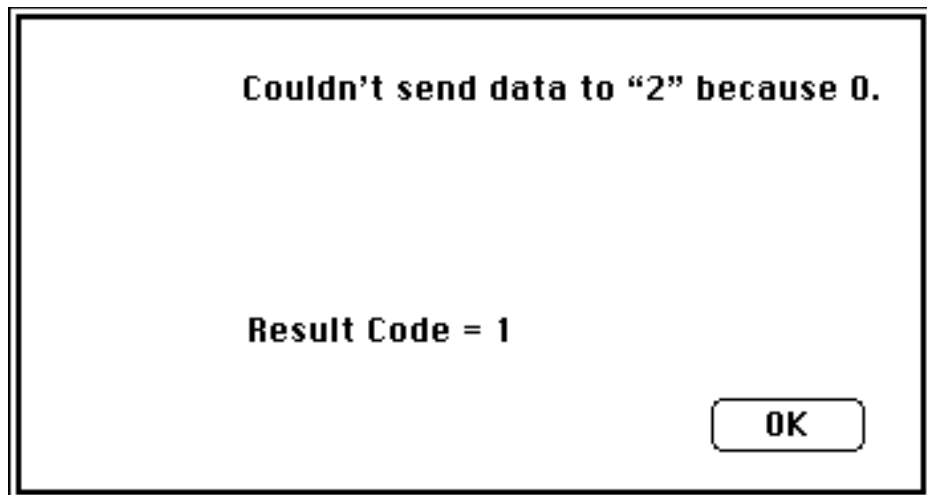 Couldn't send data to “2” because 0.
Result Code = 1
OK